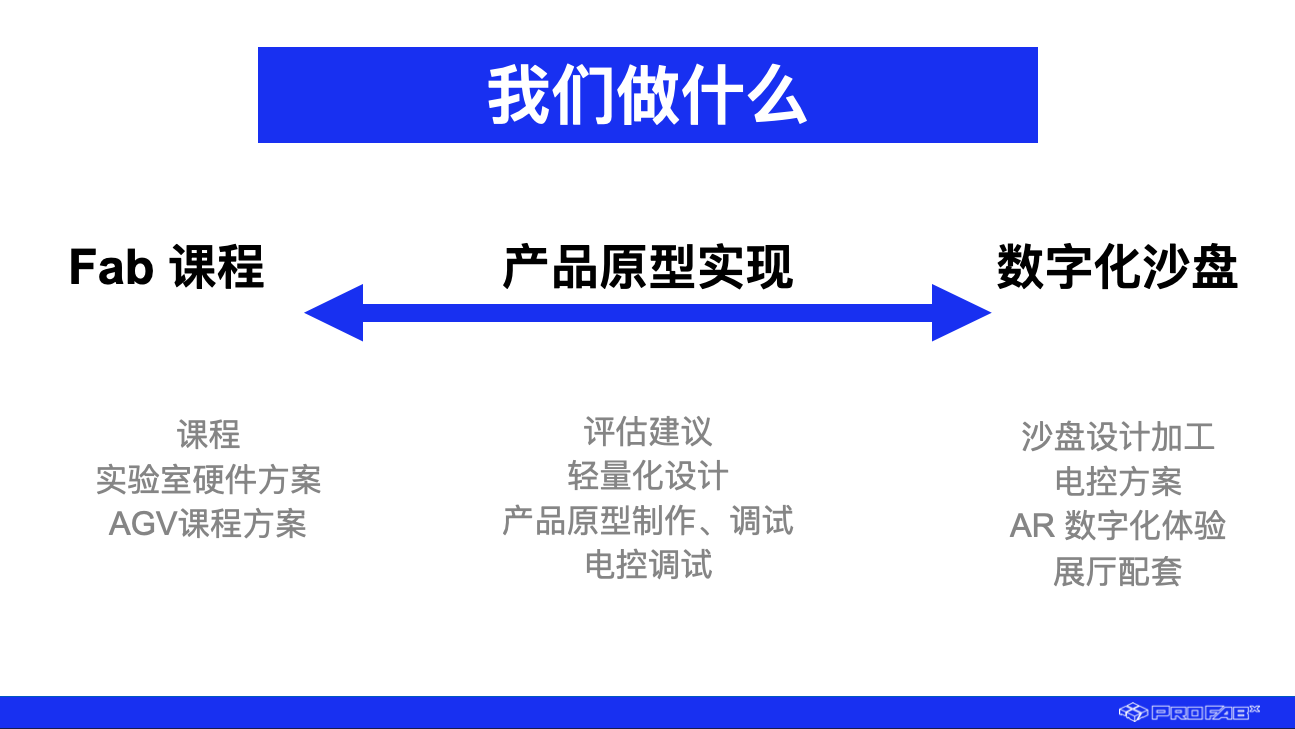 我们做什么
Fab 课程
产品原型实现
数字化沙盘
课程
实验室硬件方案
AGV课程方案
评估建议
轻量化设计
产品原型制作、调试
电控调试
沙盘设计加工
电控方案
AR 数字化体验
展厅配套
PROFABX